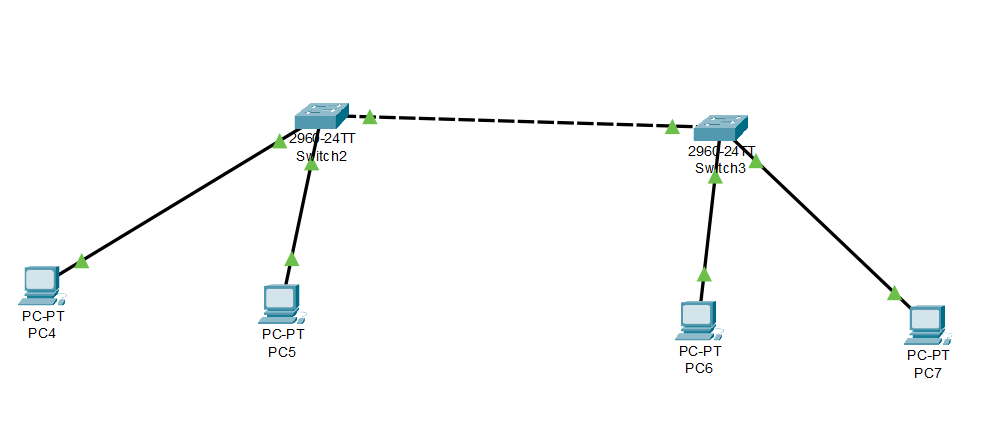 2960-24TT
Switch2
2960-24TT
Switch3
PC-PT
PC4
PC-PT
PC5
PC-PT
PC6
PC-PT
PC7